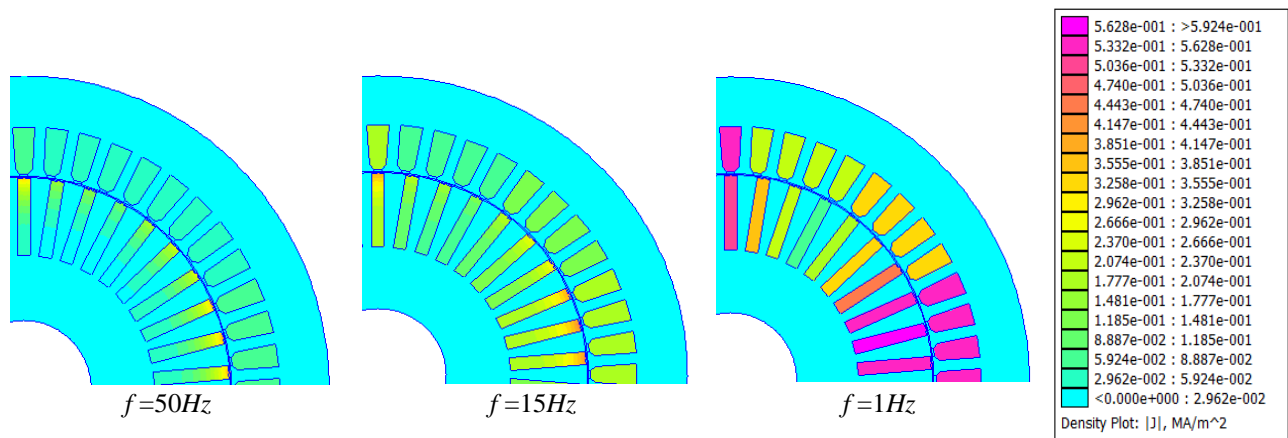 5.628e-001 : >5.924e-001
5.332e-001 : 5.628e-001
5.036e-001 : 5.332e-001
4.740e-001 : 5.036e-001
4.443e-001 : 4.740e-001
4.147e-001 : 4.443e-001
3.851e-001 : 4.147e-001
3.555e-001 : 3.851e-001
3.258e-001 : 3.555e-001
2.962e-001 : 3.258e-001
2.666e-001 : 2.962e-001
2.370e-001 : 2.666e-001
2.074e-001 : 2.370e-001
1.777e-001 : 2.074e-001
1.481e-001 : 1.777e-001
1.185e-001 : 1.481e-001
8.887e-002 : 1.185e-001
5.924e-002 : 8.887e-002
2.962e-002 : 5.924e-002
<0.000e+000 : 2.962e-002
Density Plot: |J|, MA/m^2
f=50Hz
f=15Hz
f=1Hz